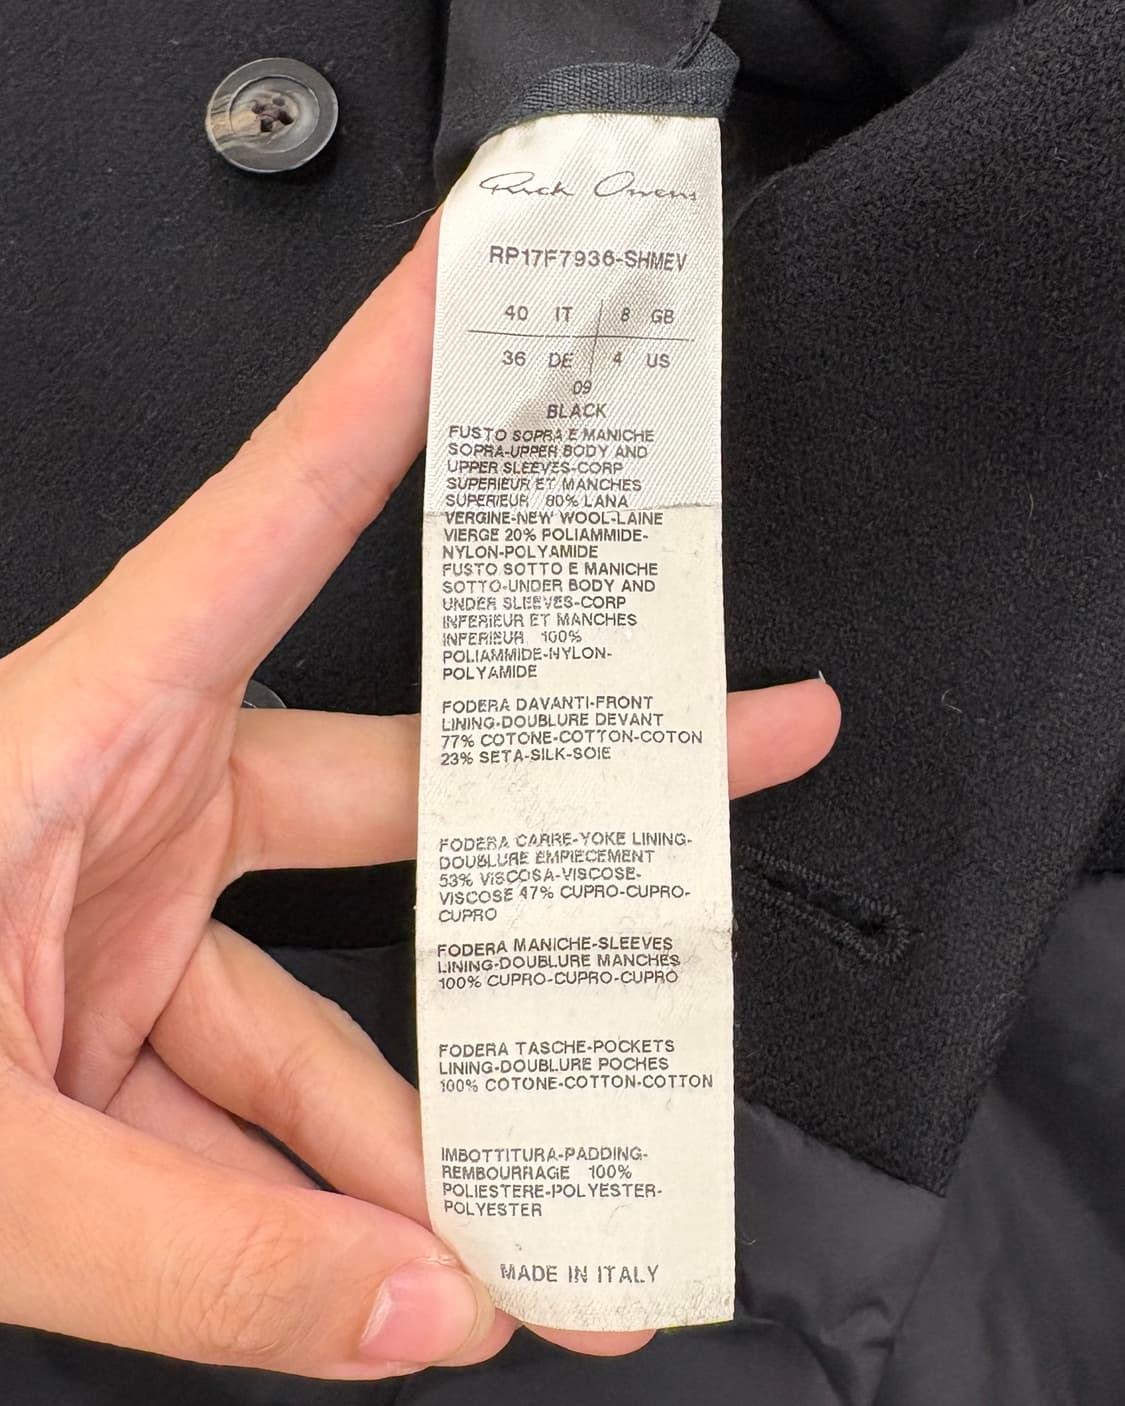 Rick Owens
RP17F7936-SHMEV
40 IT 8 GB
36 DE 4 US
09
BLACK
FUSTO SOPRA E MANICHE
SOPRA-UPPER BODY AND
UPPER SLEEVES-CORP
SUPERIEUR ET MANCHES
SUPERIEUR 80% LANA
VERGINE-NEW WOOL-LAINE
VIERGE 20% POLIAMMIDE-
NYLON-POLYAMIDE
FUSTO SOTTO E MANICHE
SOTTO-UNDER BODY AND
UNDER SLEEVES-CORP
INFERIEUR ET MANCHES
INFERIEUR 100%
POLIAMMIDE-NYLON-
POLYAMIDE
FODERA DAVANTI-FRONT
LINING-DOUBLURE DEVANT
77% COTONE-COTTON-COTON
23% SETA-SILK-SOIE
FODERA CARRE-YOKE LINING-
DOUBLURE EMPIECEMENT
53% VISCOSA-VISCOSE-
VISCOSE 47% CUPRO-CUPRO-
CUPRO
FODERA MANICHE-SLEEVES
LINING-DOUBLURE MANCHES
100% CUPRO-CUPRO-CUPRO
FODERA TASCHE-POCKETS
LINING-DOUBLURE POCHES
100% COTONE-COTTON-COTTON
IMBOTTITURA-PADDING-
REMBOURRAGE 100%
POLIESTERE-POLYESTER-
POLYESTER
MADE IN ITALY